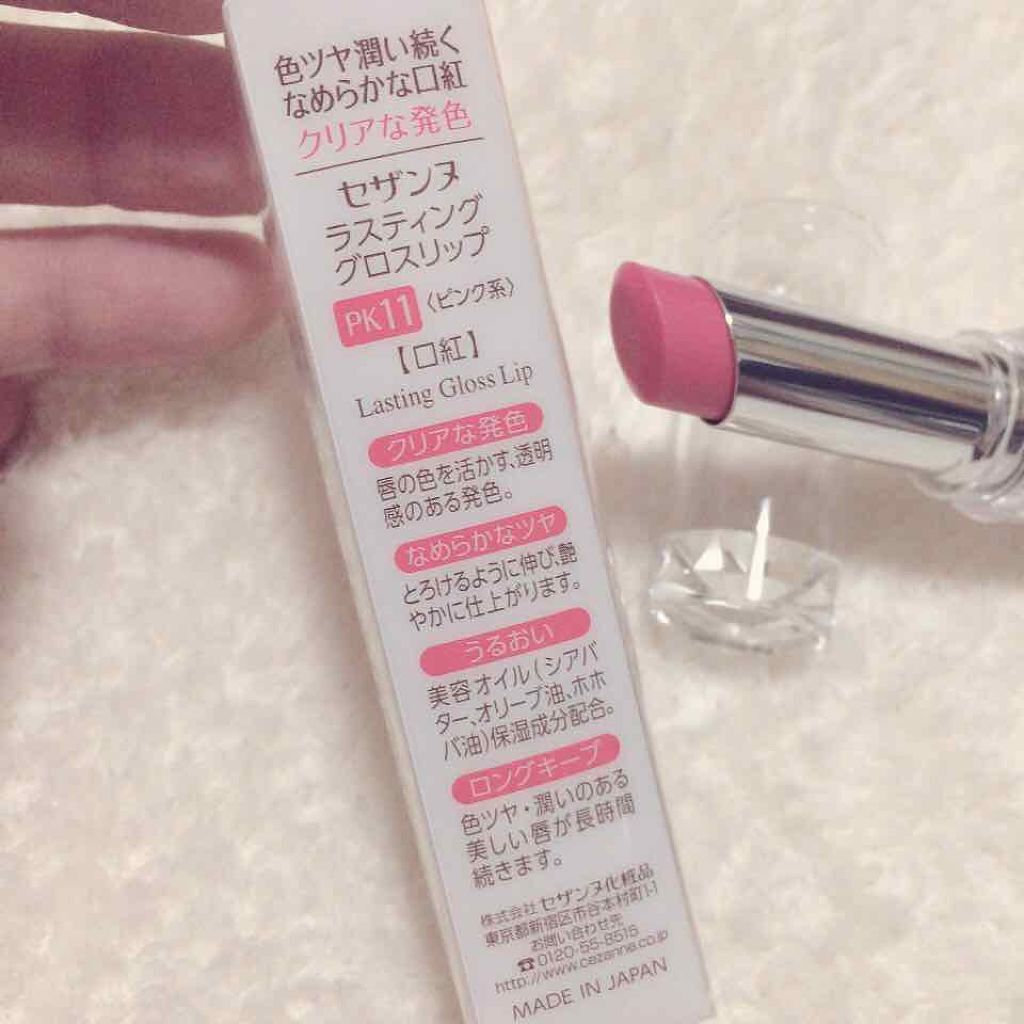 色ツヤ潤い続く
なめらかな口紅
クリアな発色
セザンヌ
ラスティング
グロスリップ
PK11 〈ピンク系〉
【口紅】
Lasting Gloss Lip
クリアな発色
唇の色を活かす、透明
感のある発色。
なめらかなツヤ
とろけるように伸び、艶
やかに仕上がります。
うるおい
美容オイル(シアバ
ター、オリーブ油、ホホ
バ油)保湿成分配合。
ロングキープ
色ツヤ・潤いのある
美しい唇が長時間
続きます。
株式会社 セザンヌ化粧品
東京都新宿区市谷本村町1-1
お問い合わせ先
☎0120-55-8515
http://www.cezanne.co.jp
MADE IN JAPAN